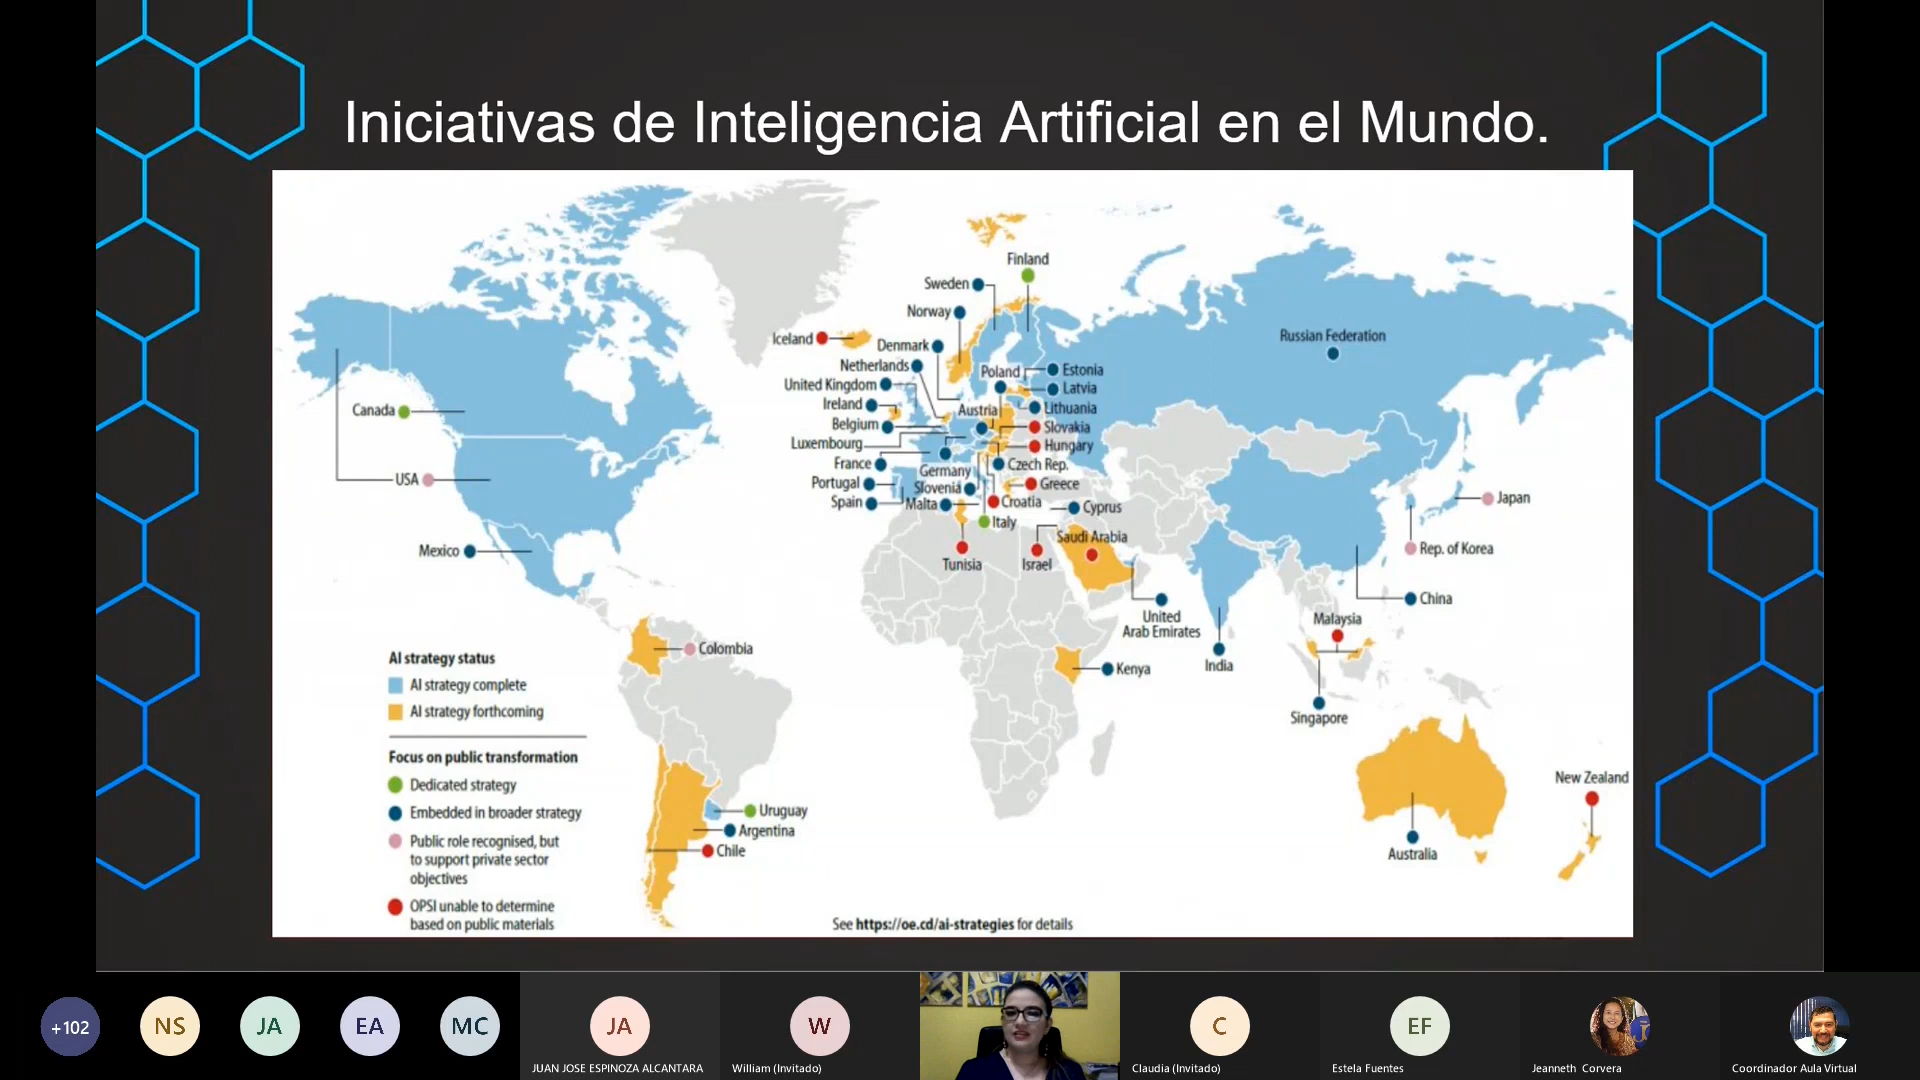 Iniciativas de Inteligencia Artificial en el Mundo.
Finland
Sweden
Norway
Russian Federation
Iceland
Denmark
Netherlands
Poland
Estonia
United Kingdom
Latvia
Ireland
Austria
Lithuania
Canada
Belgium
Slovakia
Luxembourg
Hungary
France
Germany
Czech Rep.
USA
Portugal
Slovenia
Greece
Japan
Spain
Malta
Croatia
Cyprus
Italy
Mexico
Saudi Arabia
Rep. of Korea
Tunisia
Israel
China
United
Arab Emirates
Malaysia
Colombia
Kenya
India
Singapore
AI strategy status
AI strategy complete
AI strategy forthcoming
Focus on public transformation
Dedicated strategy
Embedded in broader strategy
Public role recognised, but
to support private sector
objectives
OPSI unable to determine
based on public materials
New Zealand
Uruguay
Argentina
Chile
Australia
See https://oe.cd/ai-strategies for details
+102
NS
JA
EA
MC
JA
JUAN JOSE ESPINOZA ALCANTARA
W
William (Invitado)
C
Claudia (Invitado)
EF
Estela Fuentes
Jeanneth Corvera
Coordinador Aula Virtual